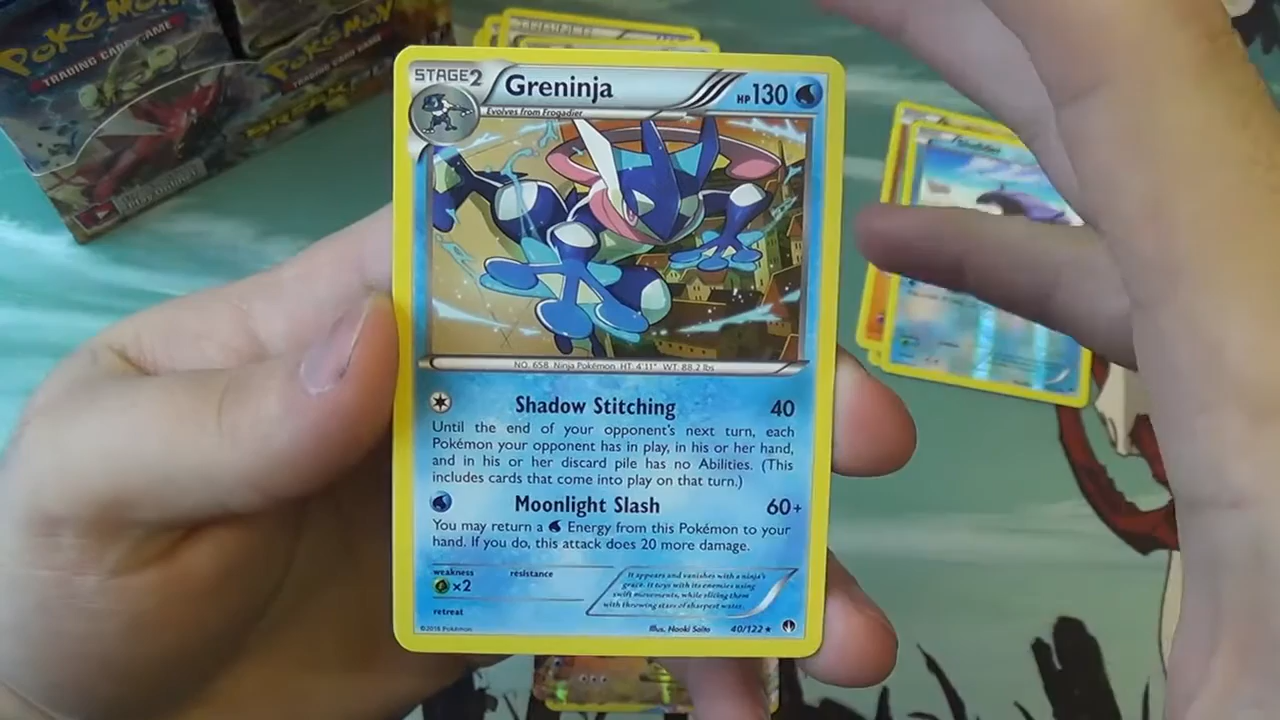 POKÉMON
TRADING CARD GAME
POKÉMON
STAGE2
Greninja
HP130
Evolves from Frogadier
NO. 658 Ninja Pokémon HT: 4'11" WT: 88.2 lbs
Shadow Stitching 40
Until the end of your opponent's next turn, each
Pokémon your opponent has in play, in his or her hand,
and in his or her discard pile has no Abilities. (This
includes cards that come into play on that turn.)
Moonlight Slash 60+
You may return a Energy from this Pokémon to your
hand. If you do, this attack does 20 more damage.
weakness resistance
×2
It appears and vanishes with a ninja's
grace. It toys with its enemies using
swift movements, while slicing them
with throwing stars of sharpest water.
retreat
©2016 Pokémon
Illus. Naoki Saito 40/122